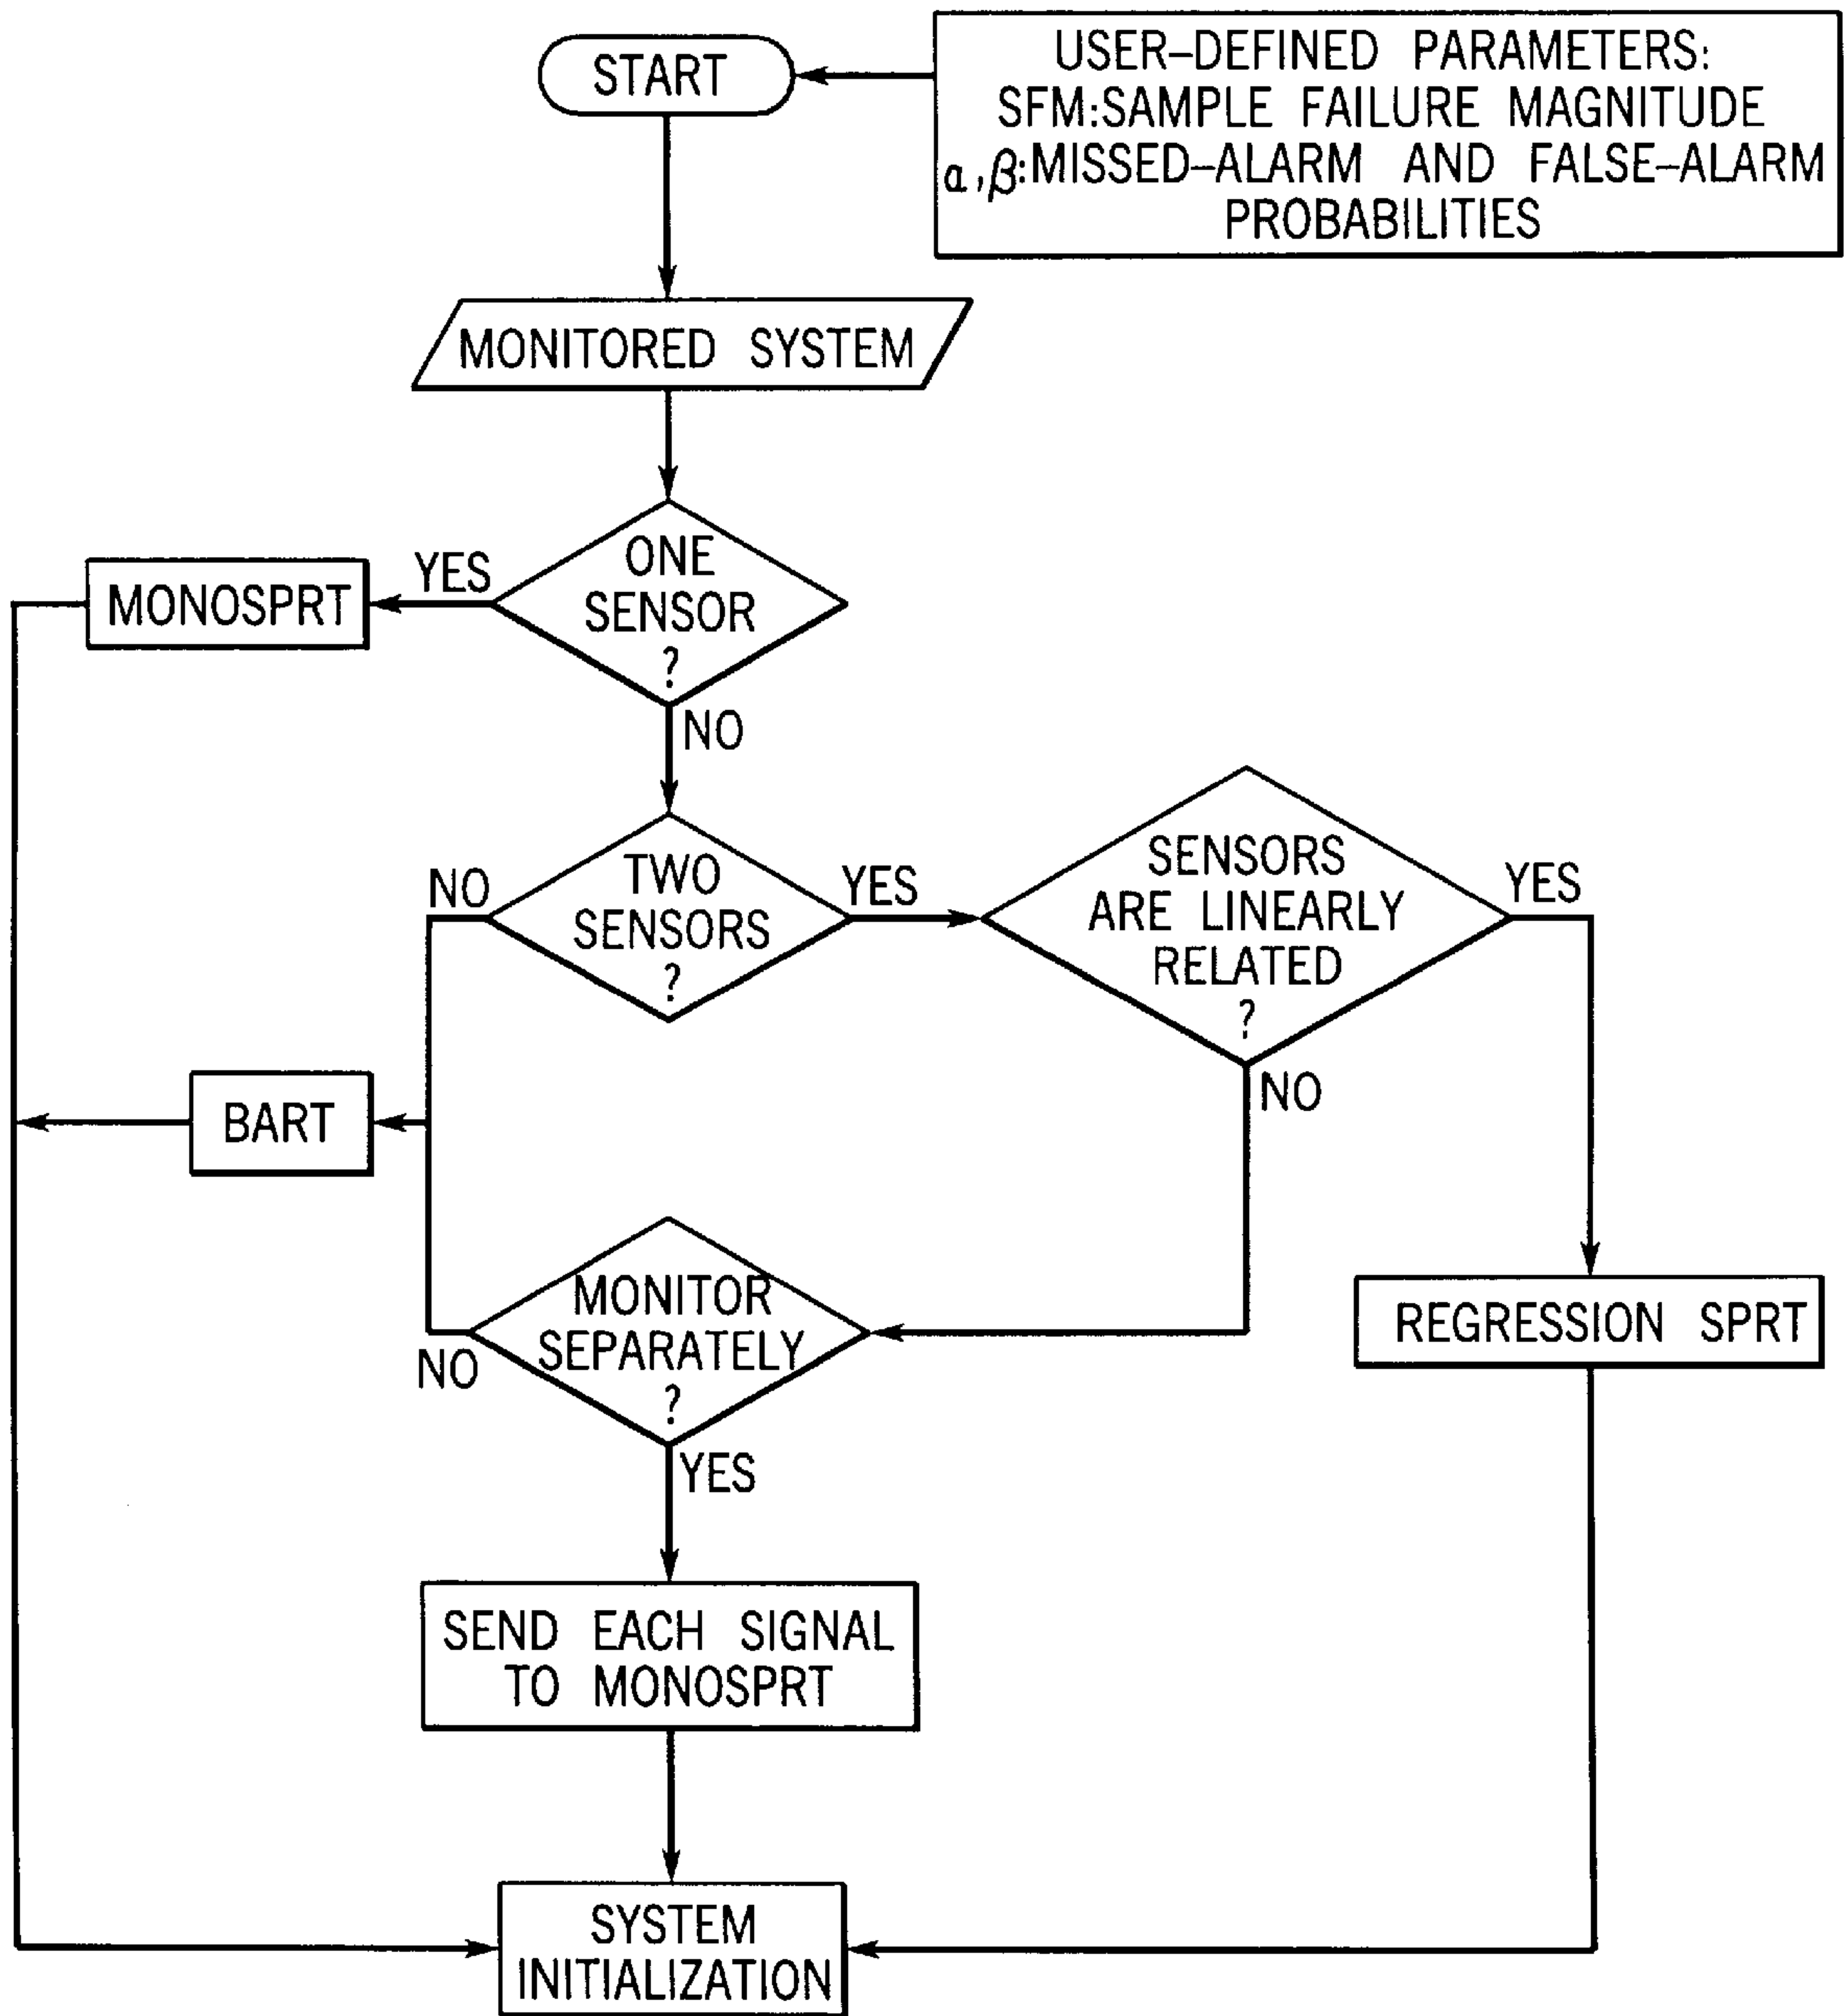 START
USER–DEFINED PARAMETERS:
SFM:SAMPLE FAILURE MAGNITUDE
α,β:MISSED–ALARM AND FALSE–ALARM
PROBABILITIES
MONITORED SYSTEM
ONE
SENSOR
?
YES
MONOSPRT
NO
TWO
SENSORS
?
NO
YES
SENSORS
ARE LINEARLY
RELATED
?
YES
NO
BART
MONITOR
SEPARATELY
?
NO
YES
REGRESSION SPRT
SEND EACH SIGNAL
TO MONOSPRT
SYSTEM
INITIALIZATION